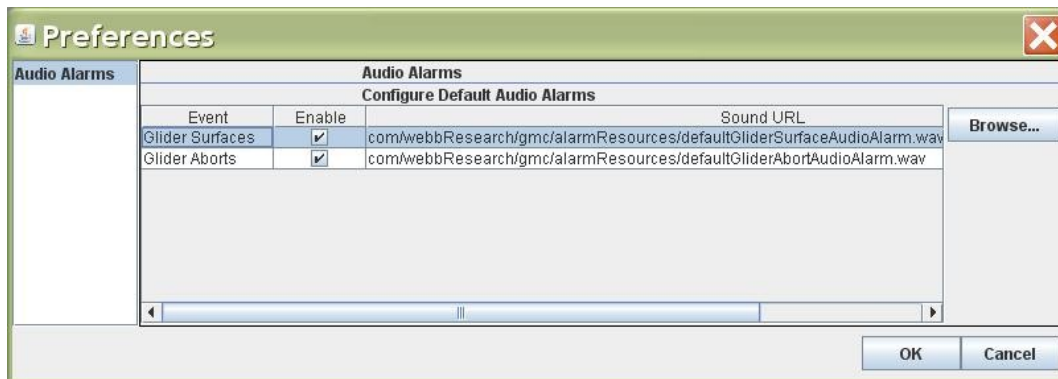 Preferences
Audio Alarms
Audio Alarms
Configure Default Audio Alarms
Event Enable Sound URL
Browse...
Glider Surfaces com/webbResearch/gmc/alarmResources/defaultGliderSurfaceAudioAlarm.wav
Glider Aborts com/webbResearch/gmc/alarmResources/defaultGliderAbortAudioAlarm.wav
OK Cancel